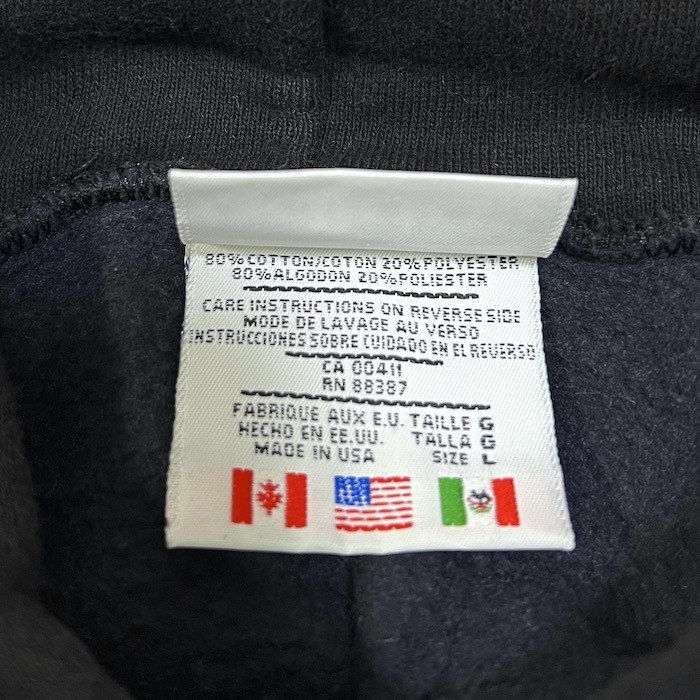 80% COTTON/COTON 20% POLYESTER
80% ALGODON 20% POLIESTER
CARE INSTRUCTIONS ON REVERSE SIDE
MODE DE LAVAGE AU VERSO
INSTRUCCIONES SOBRE CUIDADO EN EL REVERSO
CA 00411
RN 88387
FABRIQUE AUX E.U. TAILLE G
HECHO EN EE.UU. TALLA G
MADE IN USA SIZE L